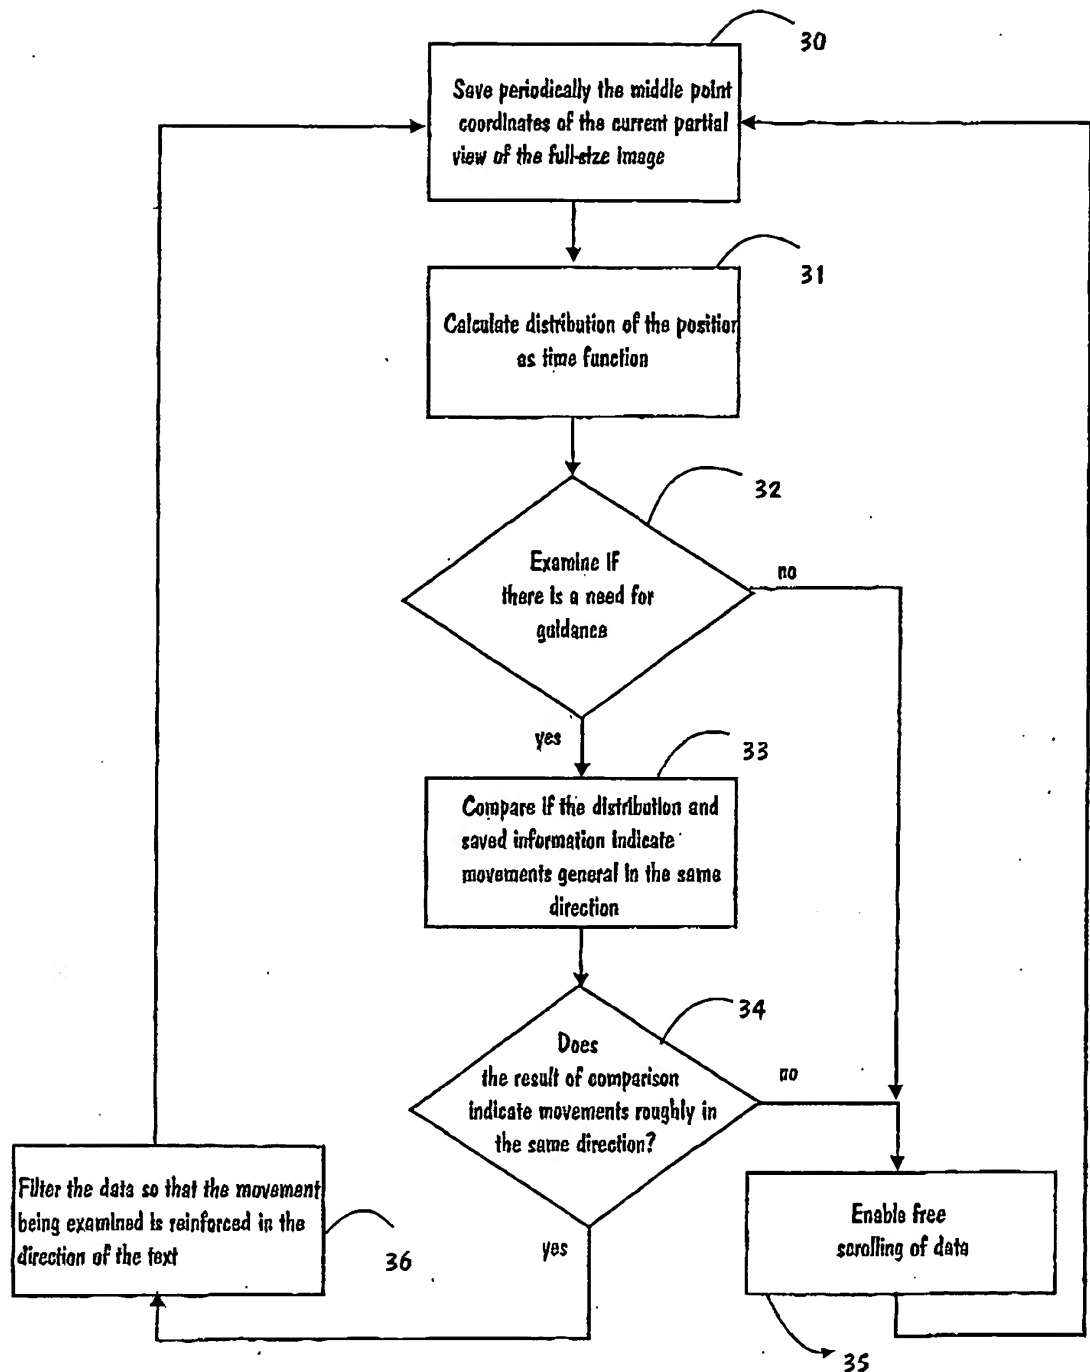 30
Save periodically the middle point
coordinates of the current partial
view of the full-size image
31
Calculate distribution of the position
as time function
32
Examine if
there is a need for
guidance
no
yes
33
Compare if the distribution and
saved information indicate
movements general in the same
direction
34
Does
the result of comparison
indicate movements roughly in
the same direction?
no
yes
Filter the data so that the movement
being examined is reinforced in the
direction of the text
36
Enable free
scrolling of data
35